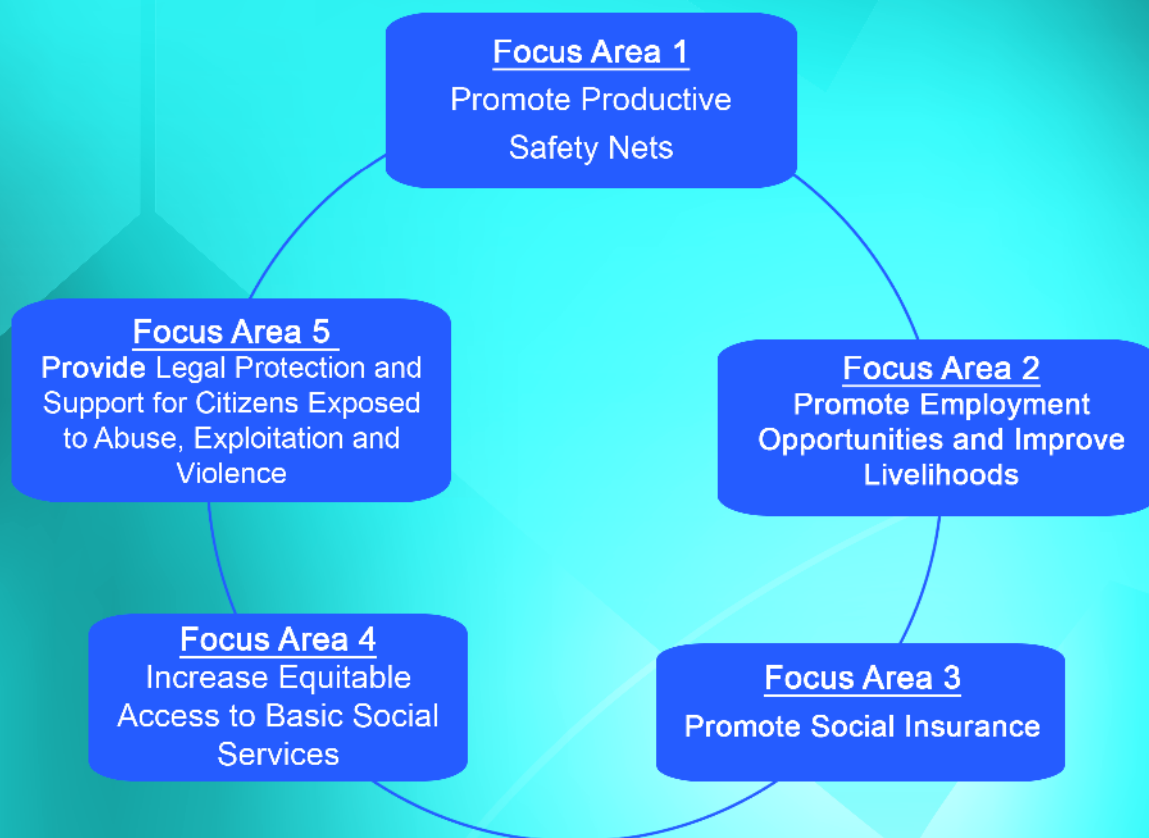 Focus Area 1
Promote Productive
Safety Nets
Focus Area 2
Promote Employment
Opportunities and Improve
Livelihoods
Focus Area 3
Promote Social Insurance
Focus Area 4
Increase Equitable
Access to Basic Social
Services
Focus Area 5
Provide Legal Protection and
Support for Citizens Exposed
to Abuse, Exploitation and
Violence